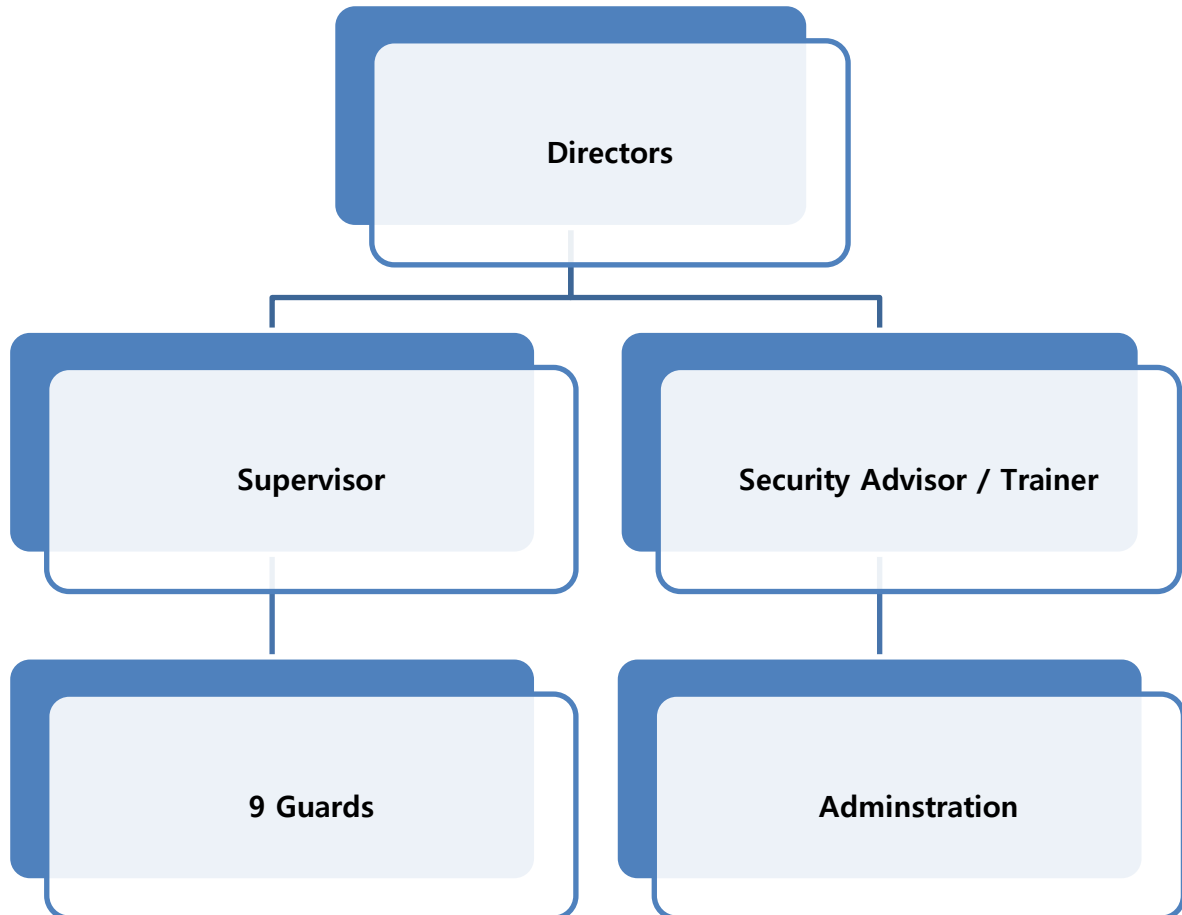 Directors
Supervisor
Security Advisor / Trainer
9 Guards
Adminstration